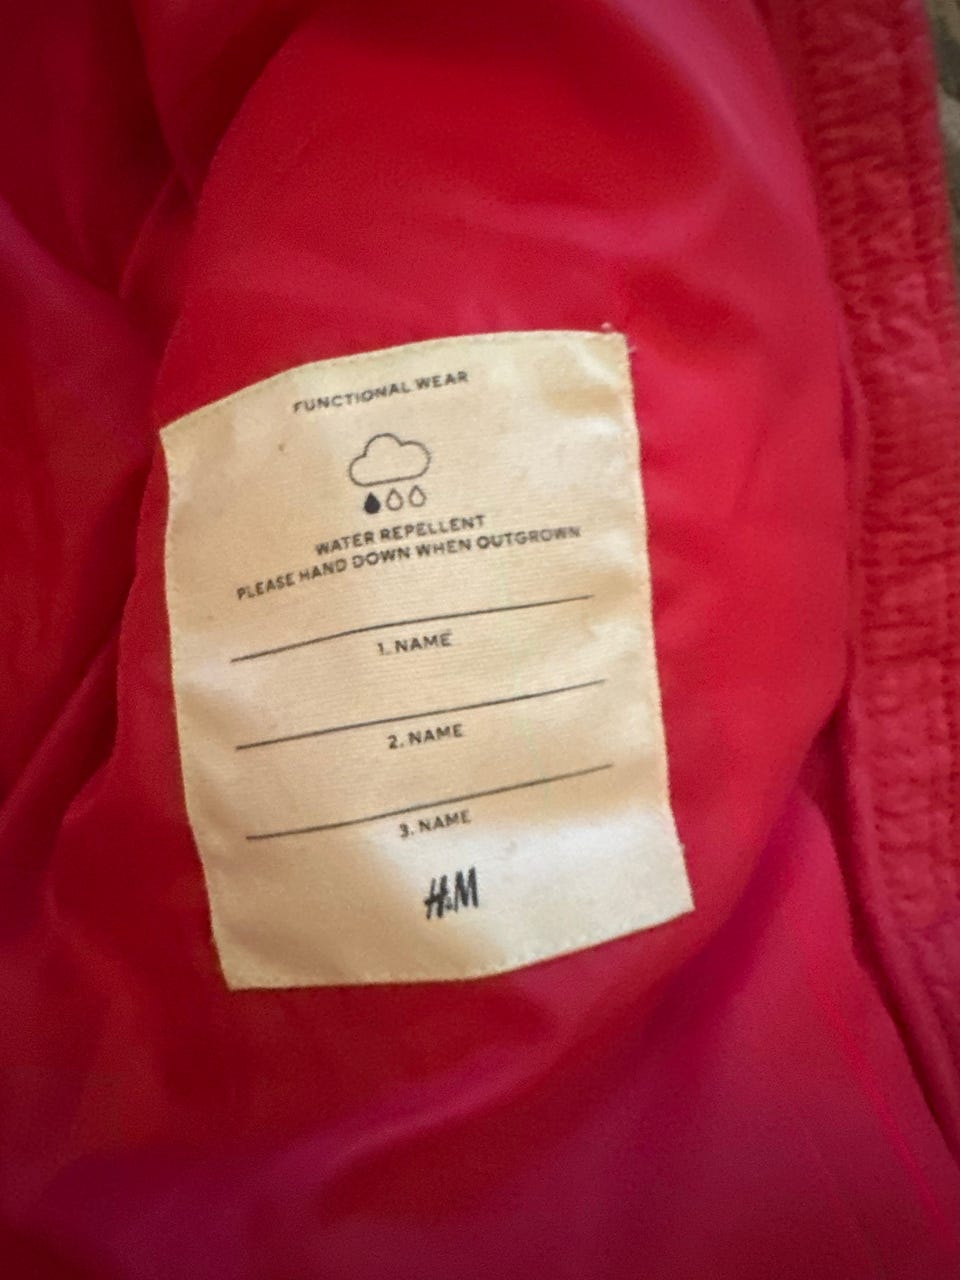 FUNCTIONAL WEAR
WATER REPELLENT
PLEASE HAND DOWN WHEN OUTGROWN
1. NAME
2. NAME
3. NAME
H&M